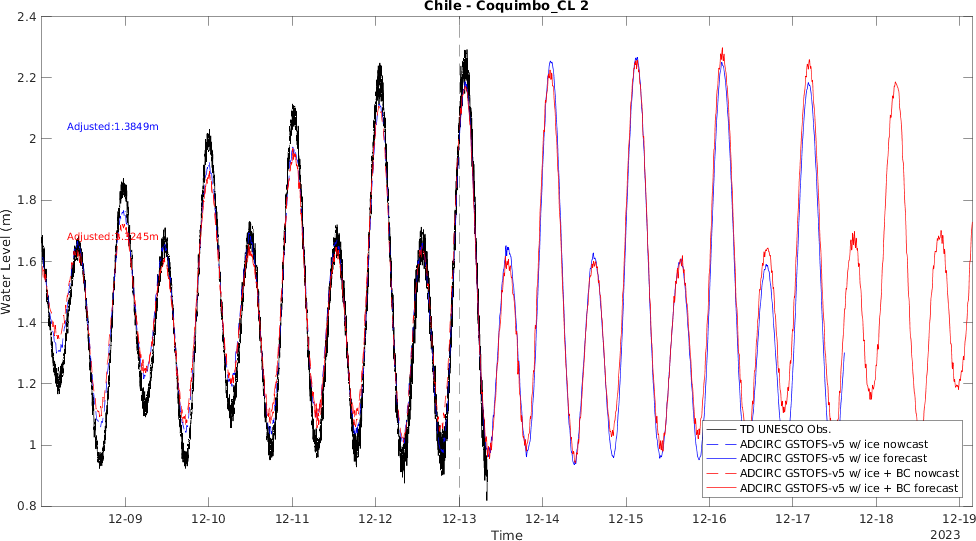 Chile - Coquimbo_CL 2
2.4
2.2
2
1.8
1.6
1.4
1.2
1
0.8
Water Level (m)
Adjusted:1.3849m
12-09
12-10
12-11
12-12
12-13
12-14
12-15
12-16
12-17
12-18
12-19
2023
Time
TD UNESCO Obs.
ADCIRC GSTOFS-v5 w/ ice nowcast
ADCIRC GSTOFS-v5 w/ ice forecast
ADCIRC GSTOFS-v5 w/ ice + BC nowcast
ADCIRC GSTOFS-v5 w/ ice + BC forecast